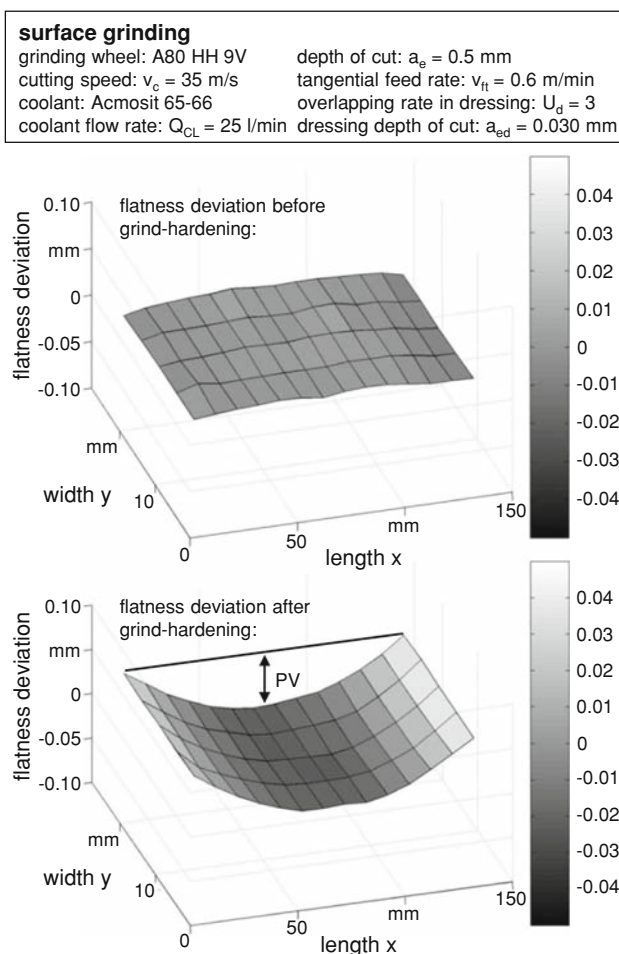 surface grinding
grinding wheel: A80 HH 9V
cutting speed: v_c = 35 m/s
coolant: Acmosit 65-66
coolant flow rate: Q_CL = 25 l/min
depth of cut: a_e = 0.5 mm
tangential feed rate: v_ft = 0.6 m/min
overlapping rate in dressing: U_d = 3
dressing depth of cut: a_ed = 0.030 mm
flatness deviation before
grind-hardening:
flatness deviation
0.10
mm
0
-0.05
-0.10
mm
10
0
width y
50
mm
150
length x
0.04
0.03
0.02
0.01
0
-0.01
-0.02
-0.03
-0.04
flatness deviation after
grind-hardening:
PV
flatness deviation
0.10
mm
0
-0.05
-0.10
mm
10
0
width y
50
mm
150
length x
0.04
0.03
0.02
0.01
0
-0.01
-0.02
-0.03
-0.04